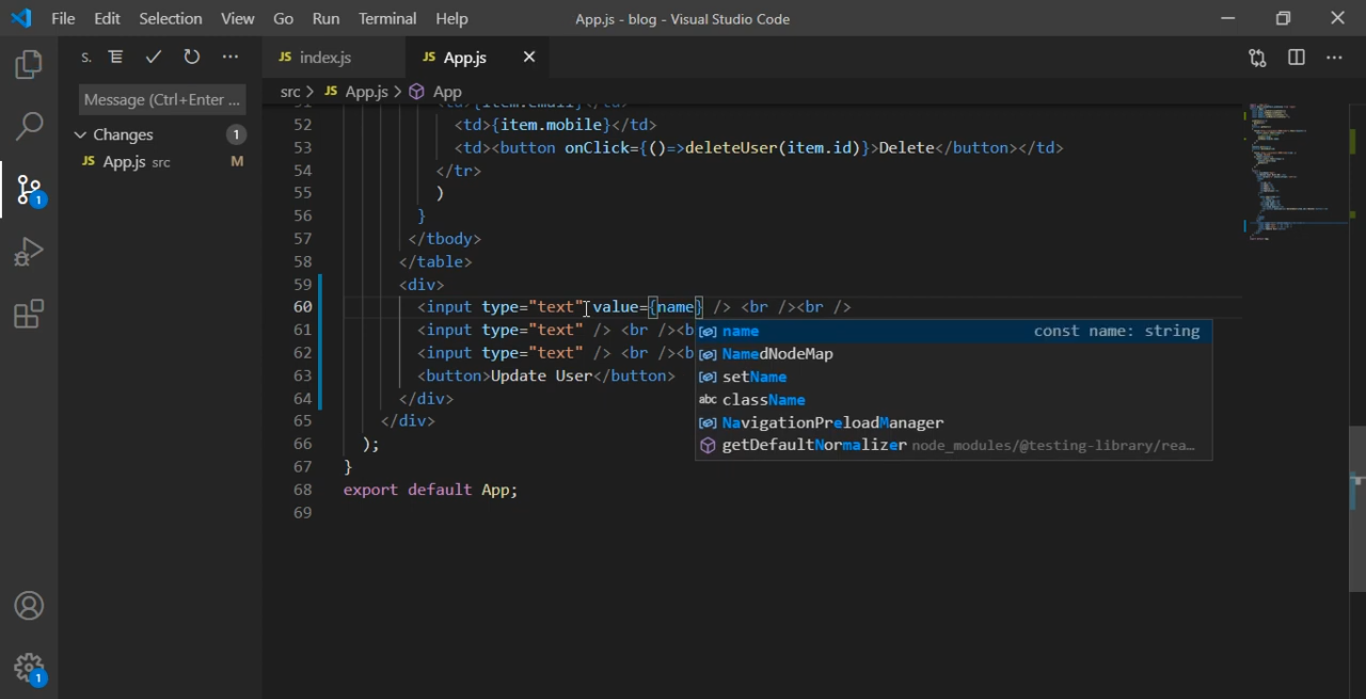 File Edit Selection View Go Run Terminal Help App.js - blog - Visual Studio Code
S. JS index.js JS App.js
Message (Ctrl+Enter ...
src > JS App.js > App
Changes 1
JS App.js src M
52 <td>{item.mobile}</td>
53 <td><button onClick={()=>deleteUser(item.id)}>Delete</button></td>
54 </tr>
55 )
56 }
57 </tbody>
58 </table>
59 <div>
60 <input type="text" value={name} /> <br /><br />
61 <input type="text" /> <br /><b
62 <input type="text" /> <br /><b
63 <button>Update User</button>
64 </div>
65 </div>
66 );
67 }
68 export default App;
69
name const name: string
NamedNodeMap
setName
abc className
NavigationPreloadManager
getDefaultNormalizer node_modules/@testing-library/rea...
1
1